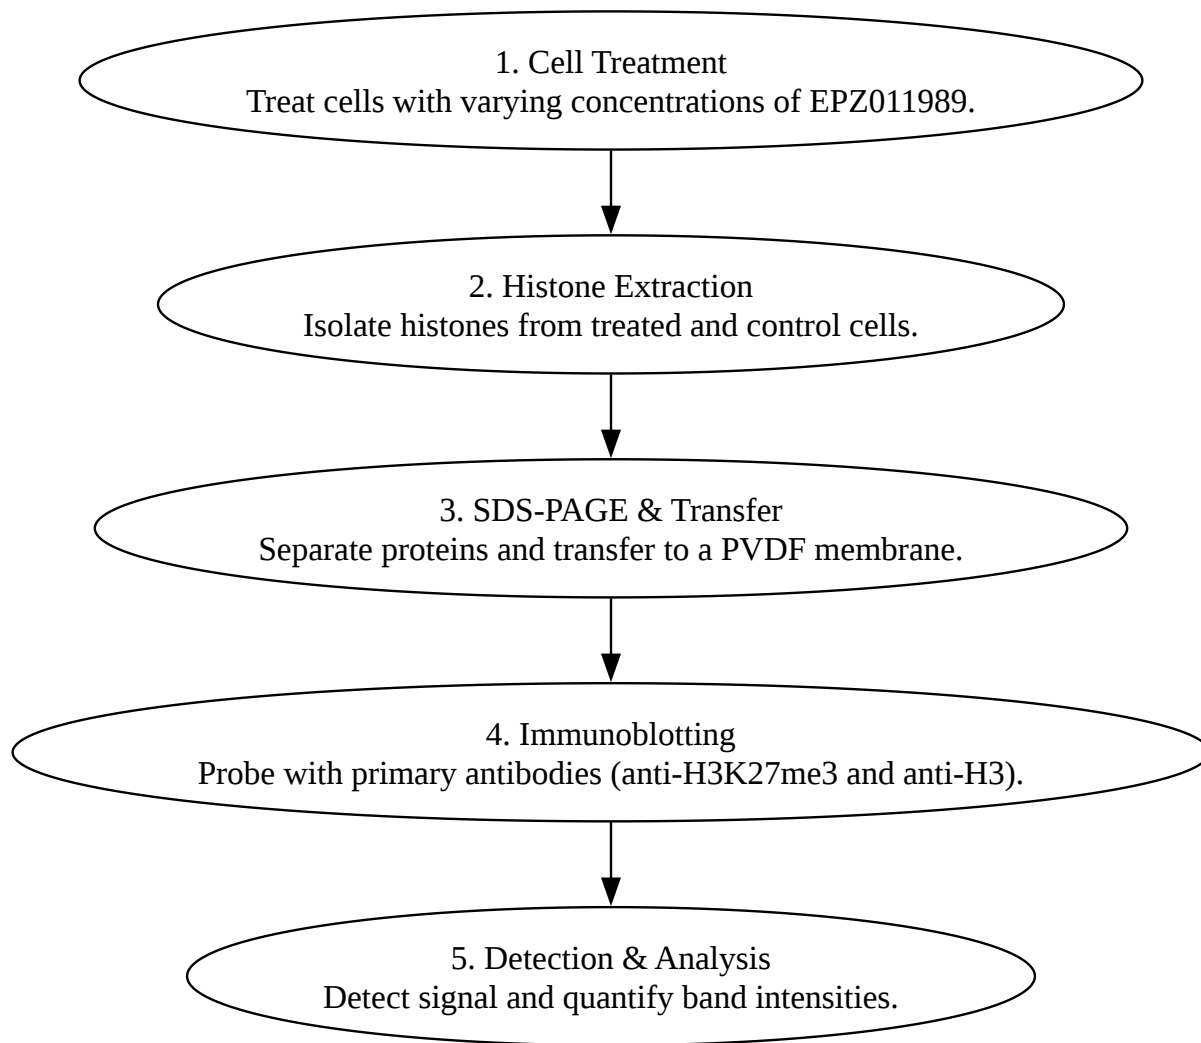 1. Cell Treatment
Treat cells with varying concentrations of EPZ011989.
2. Histone Extraction
Isolate histones from treated and control cells.
3. SDS-PAGE & Transfer
Separate proteins and transfer to a PVDF membrane.
4. Immunoblotting
Probe with primary antibodies (anti-H3K27me3 and anti-H3).
5. Detection & Analysis
Detect signal and quantify band intensities.